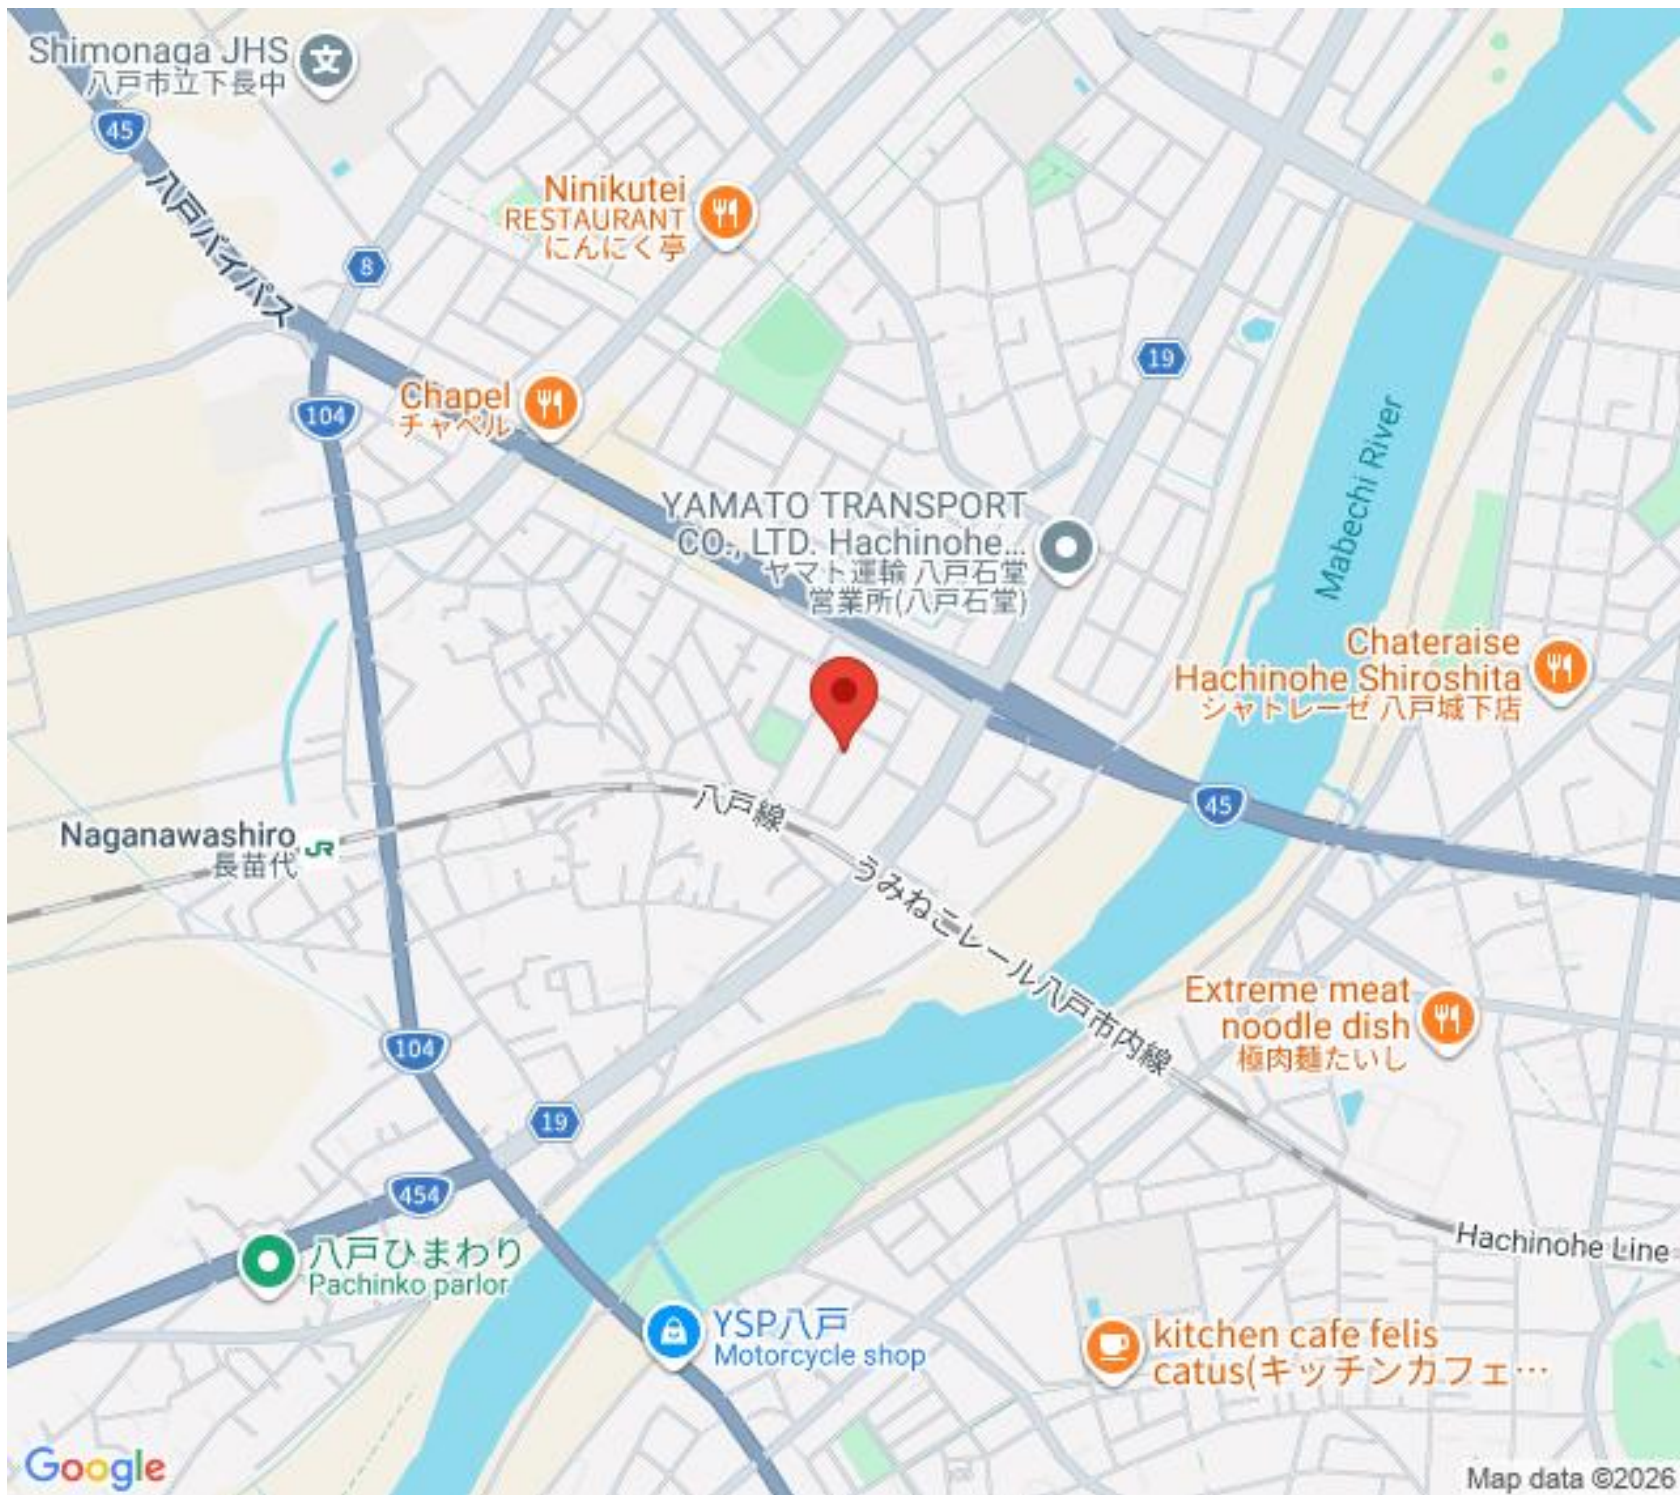 Shimonaga JHS
八戸市立下長中
45
八戸バイパス
Ninikutei
RESTAURANT
にんにく亭
8
19
Chapel
チャペル
104
Mabechi River
YAMATO TRANSPORT
CO., LTD. Hachinohe...
ヤマト運輸 八戸石堂
営業所(八戸石堂)
Chateraise
Hachinohe Shiroshita
シャトレーゼ 八戸城下店
45
八戸線
Naganawashiro
長苗代
JR
うみねこレール八戸市内線
Extreme meat
noodle dish
極肉麺たいし
104
19
454
八戸ひまわり
Pachinko parlor
Hachinohe Line
YSP八戸
Motorcycle shop
kitchen cafe felis
catus(キッチンカフェ…
Google
Map data ©2026